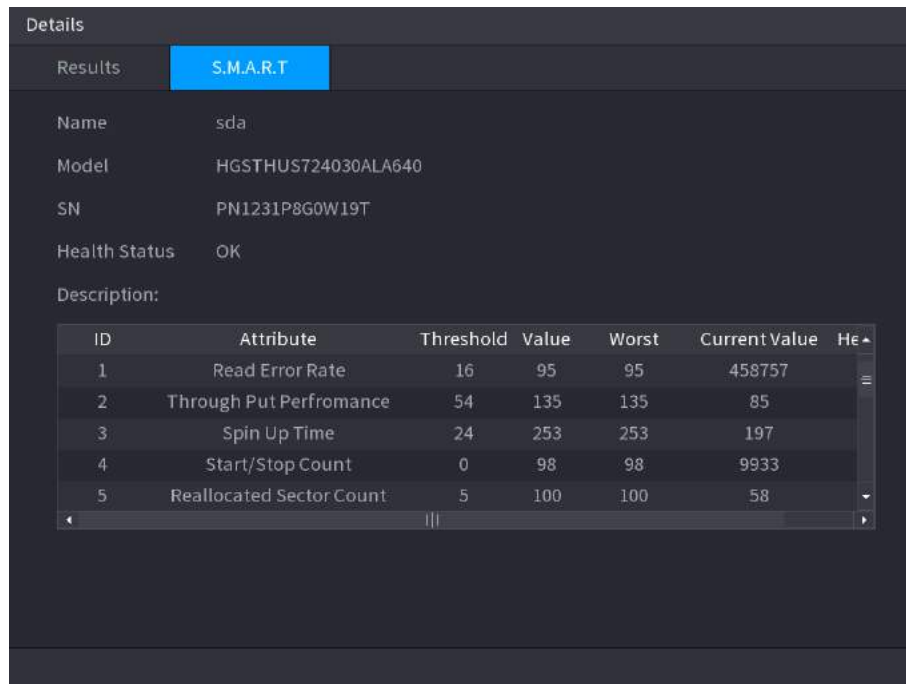 Details
Results S.M.A.R.T
Name sda
Model HGSTHUS724030ALA640
SN PN1231P8G0W19T
Health Status OK
Description:
ID Attribute Threshold Value Worst Current Value He
1 Read Error Rate 16 95 95 458757
2 Through Put Perfromance 54 135 135 85
3 Spin Up Time 24 253 253 197
4 Start/Stop Count 0 98 98 9933
5 Reallocated Sector Count 5 100 100 58